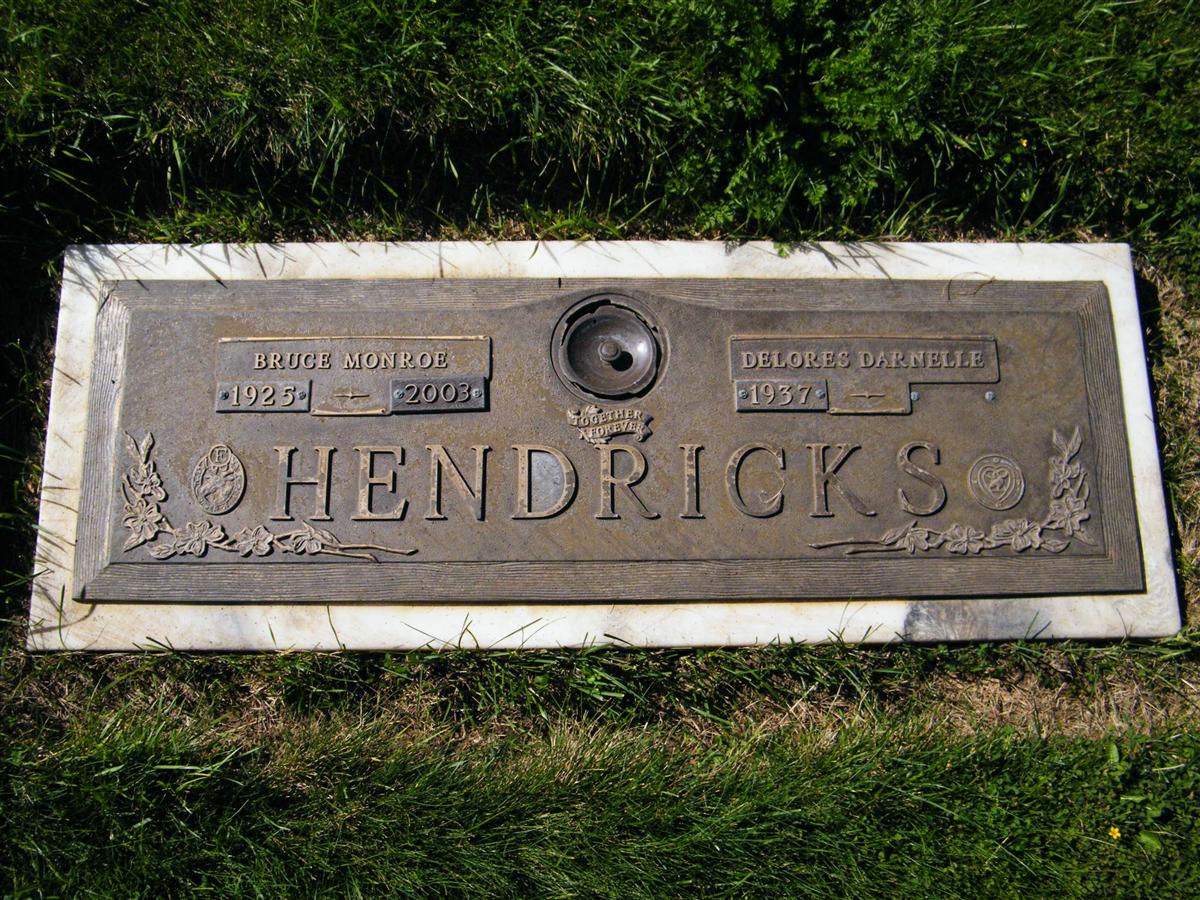 BRUCE MONROE
1925 2003
DELORES DARNELLE
1937
TOGETHER
FOREVER
HENDRICKS